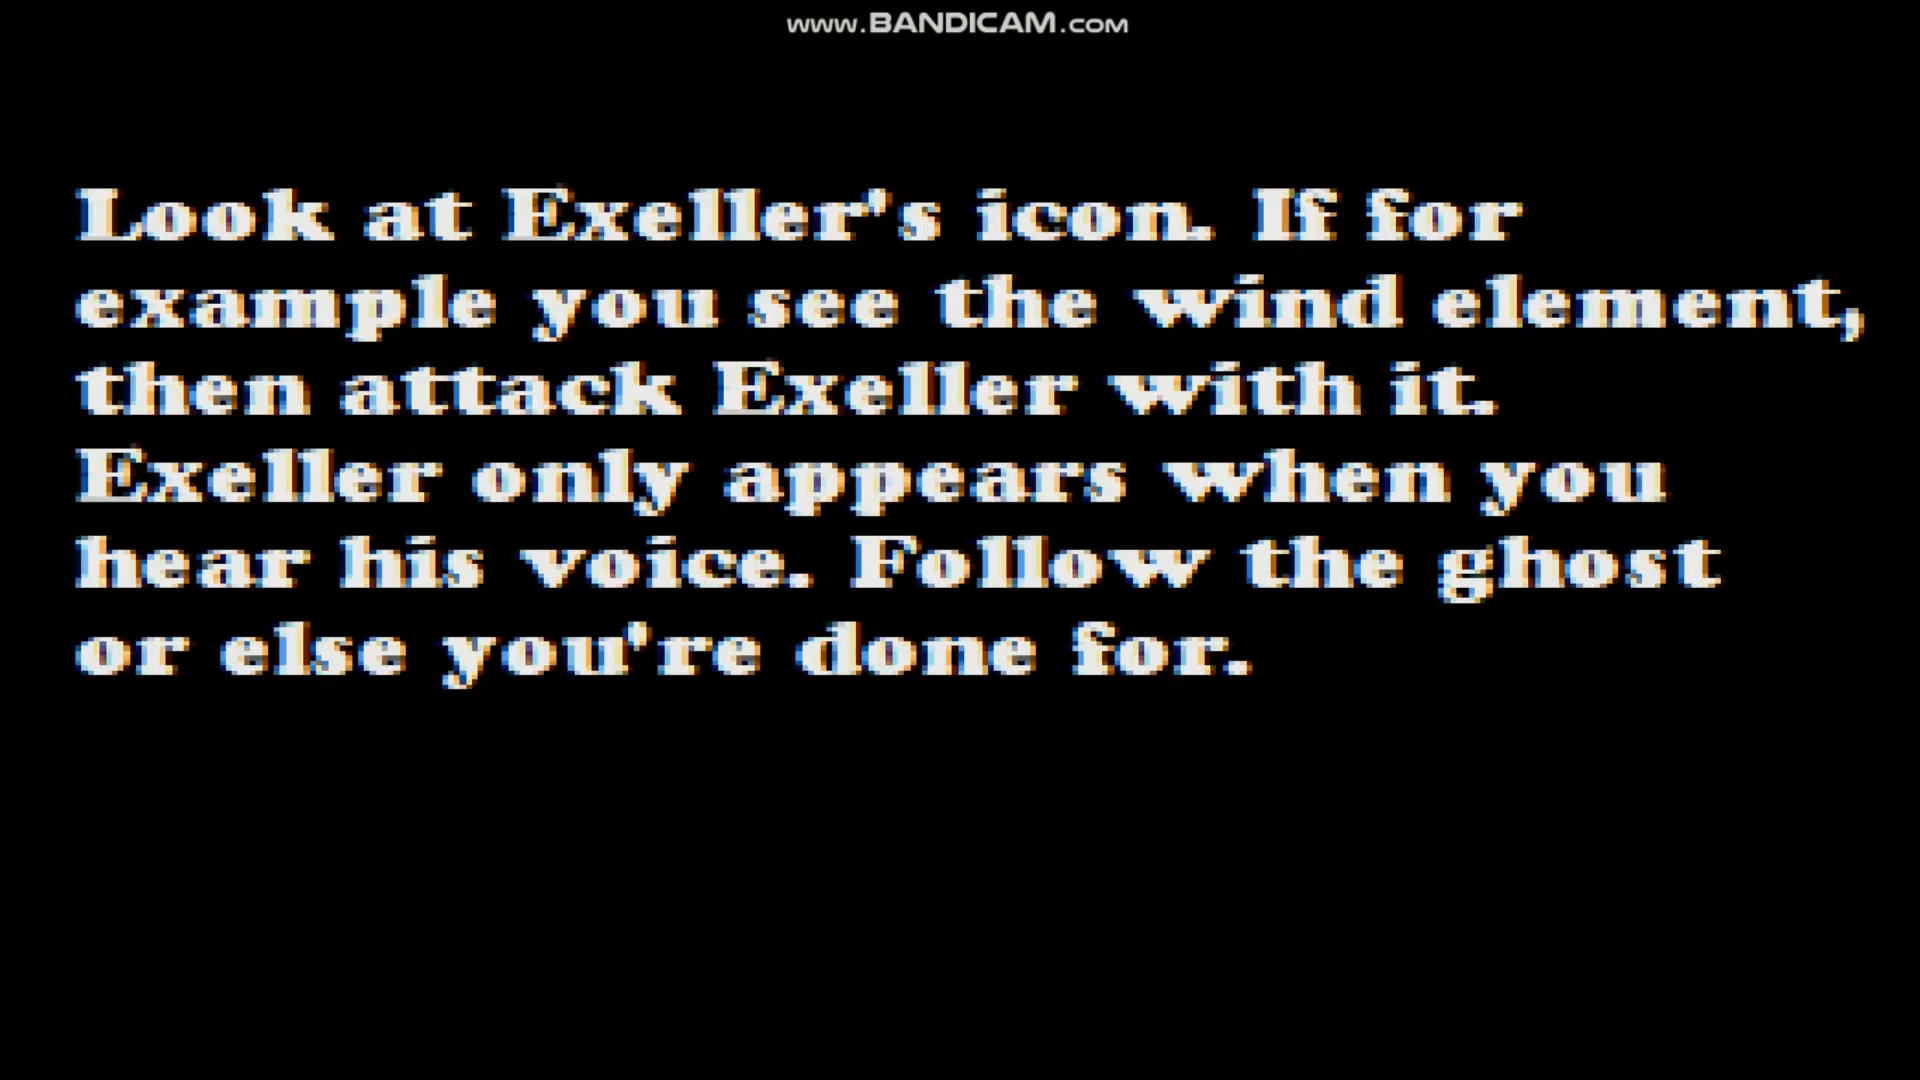 www.BANDICAM.com
Look at Exeller's icon. If for
example you see the wind element,
then attack Exeller with it.
Exeller only appears when you
hear his voice. Follow the ghost
or else you're done for.